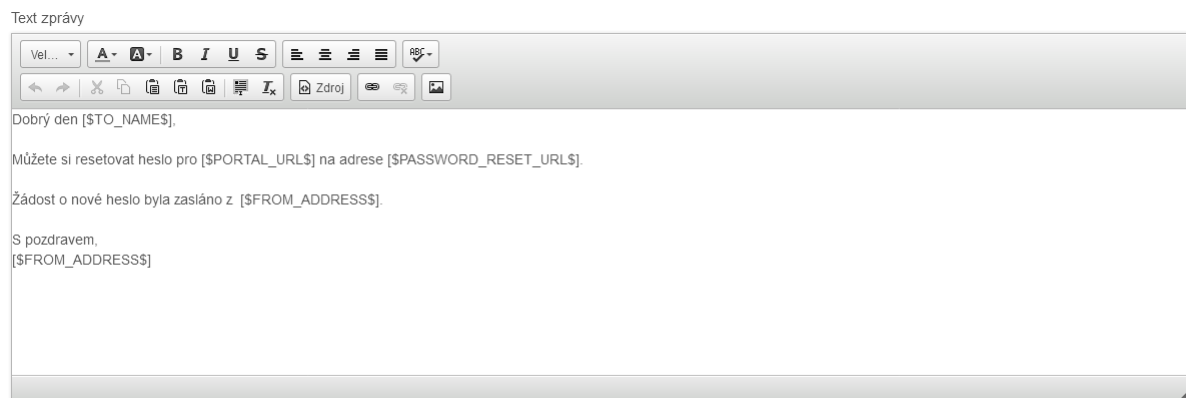 Text zprávy
Vel...
A A B I U S ABC
Zdroj
Dobrý den [$TO_NAME$],
Můžete si resetovat heslo pro [$PORTAL_URL$] na adrese [$PASSWORD_RESET_URL$].
Žádost o nové heslo byla zasláno z  [$FROM_ADDRESS$].
S pozdravem,
[$FROM_ADDRESS$]